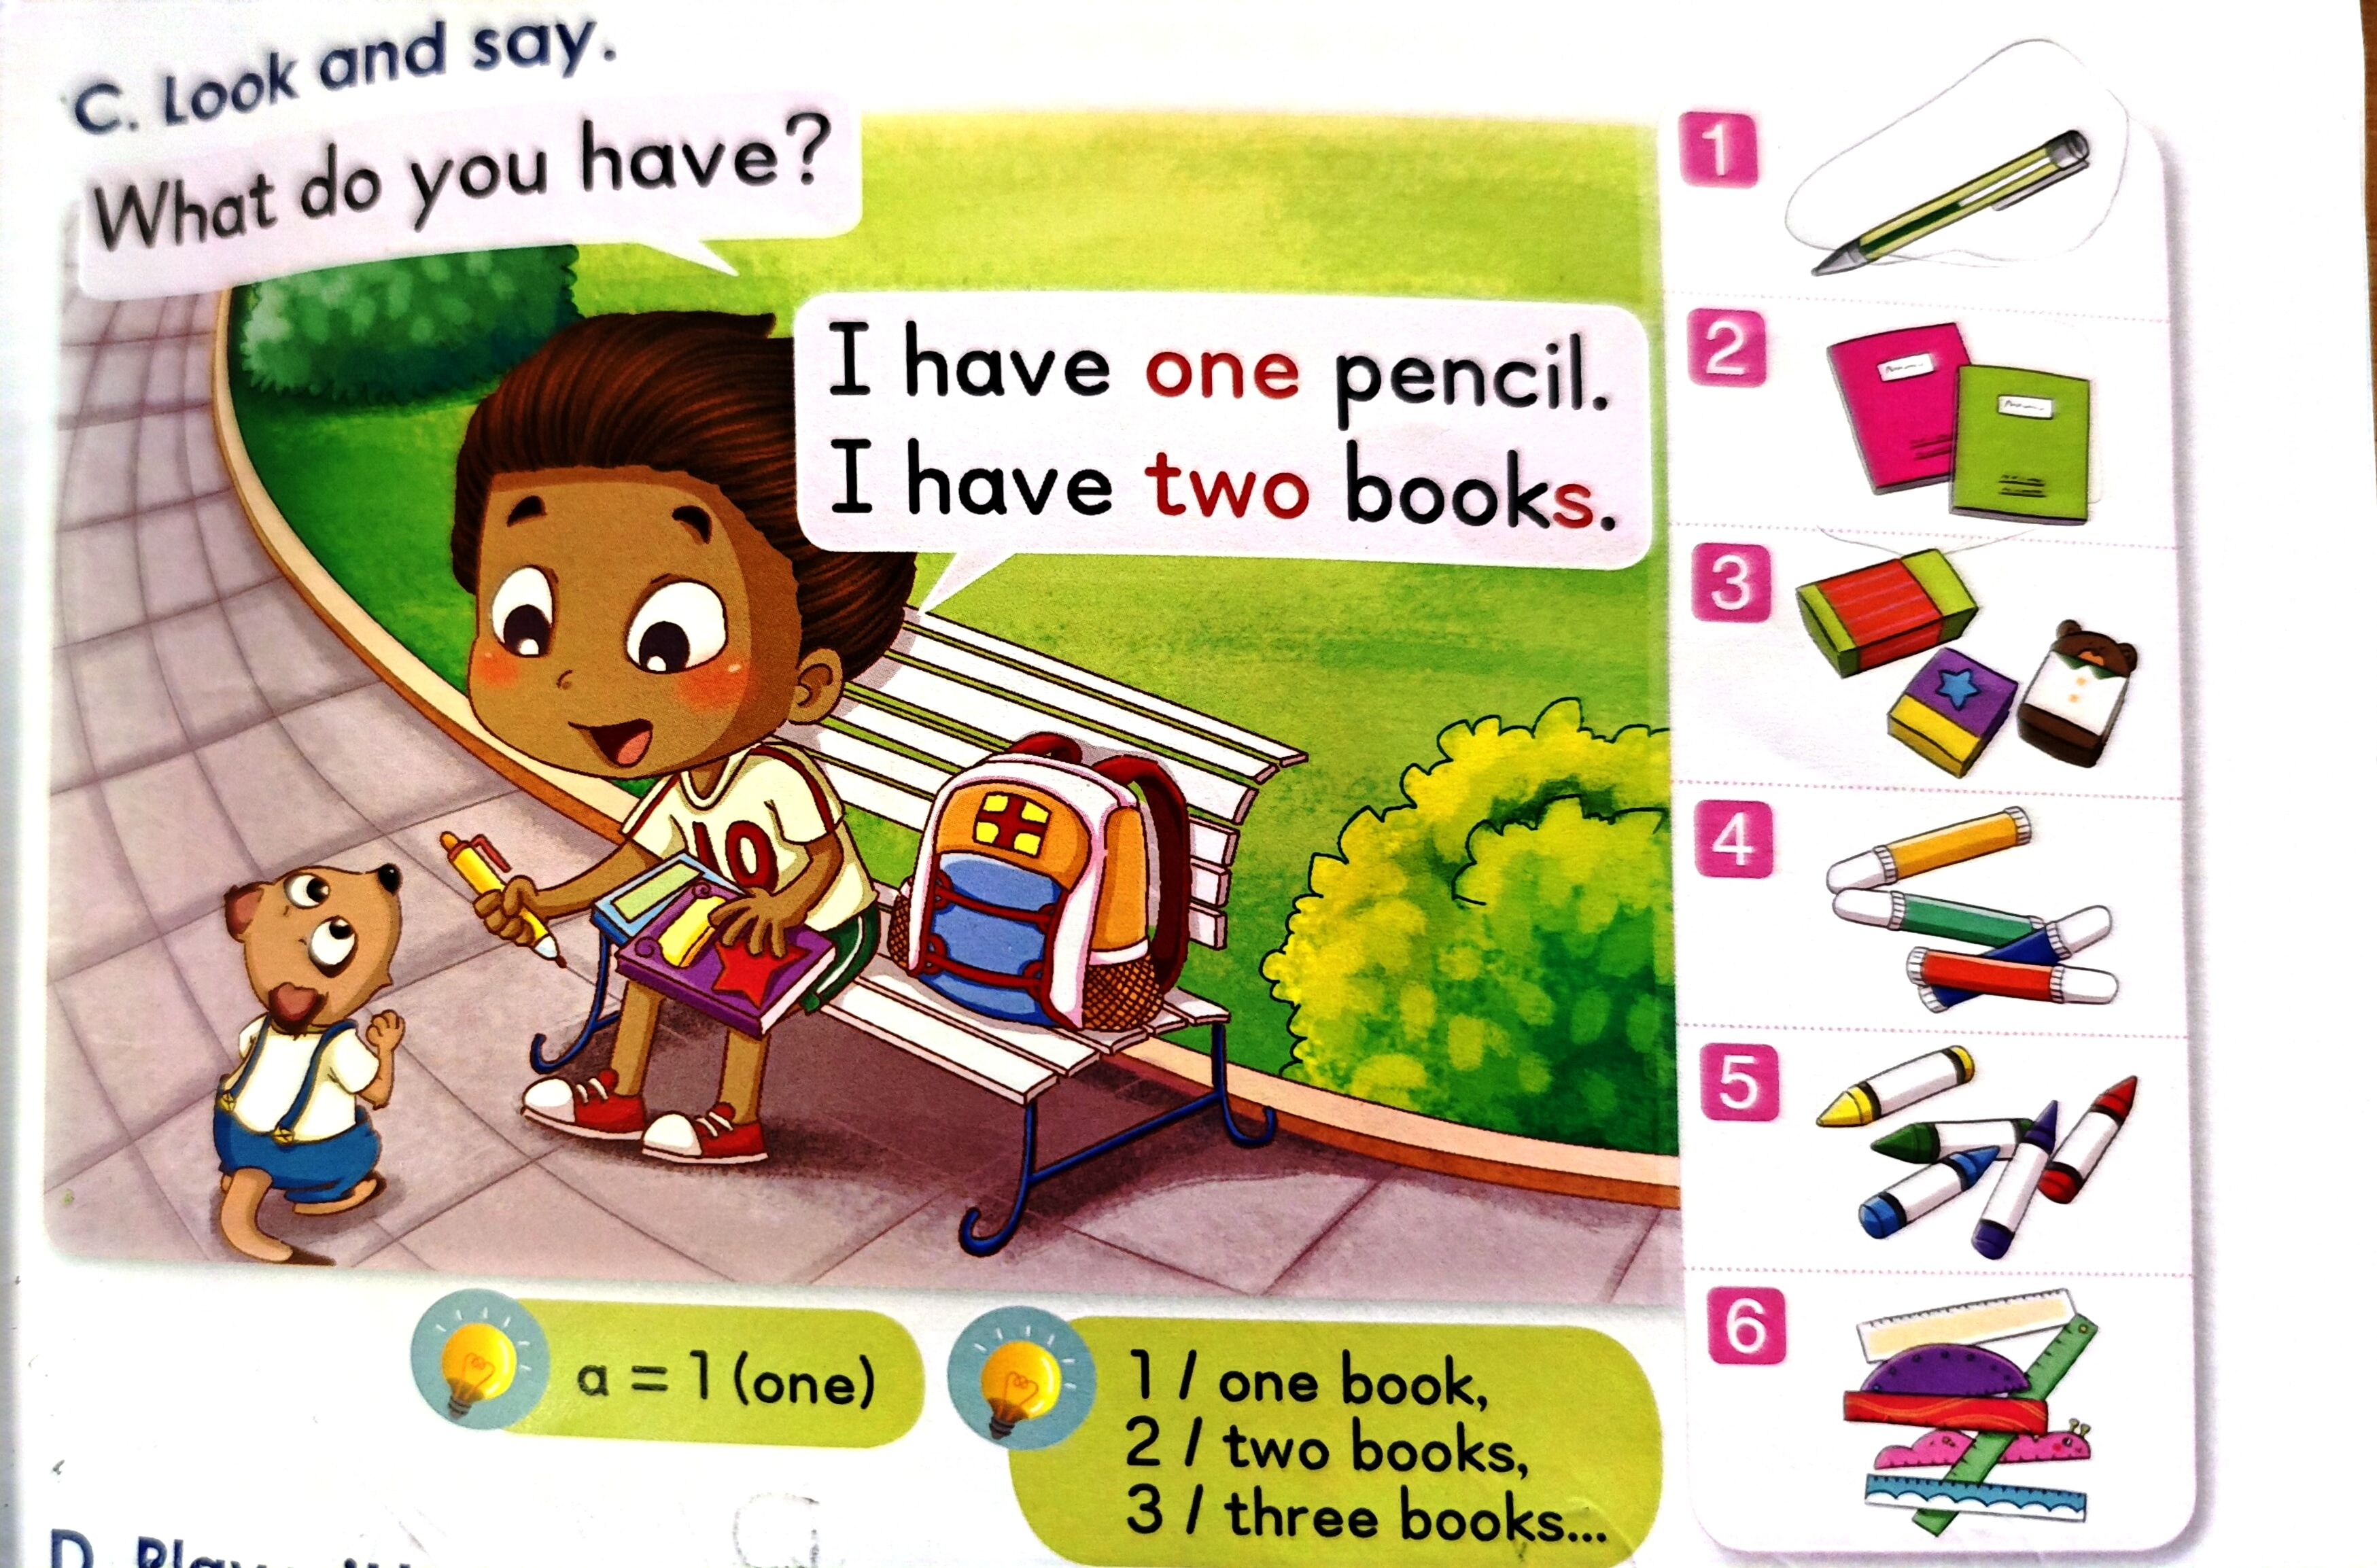 C. Look and say.
What do you have?
I have one pencil.
I have two books.
10
1
2
3
4
5
6
a = 1 (one)
1 / one book,
2 / two books,
3 / three books...
D.